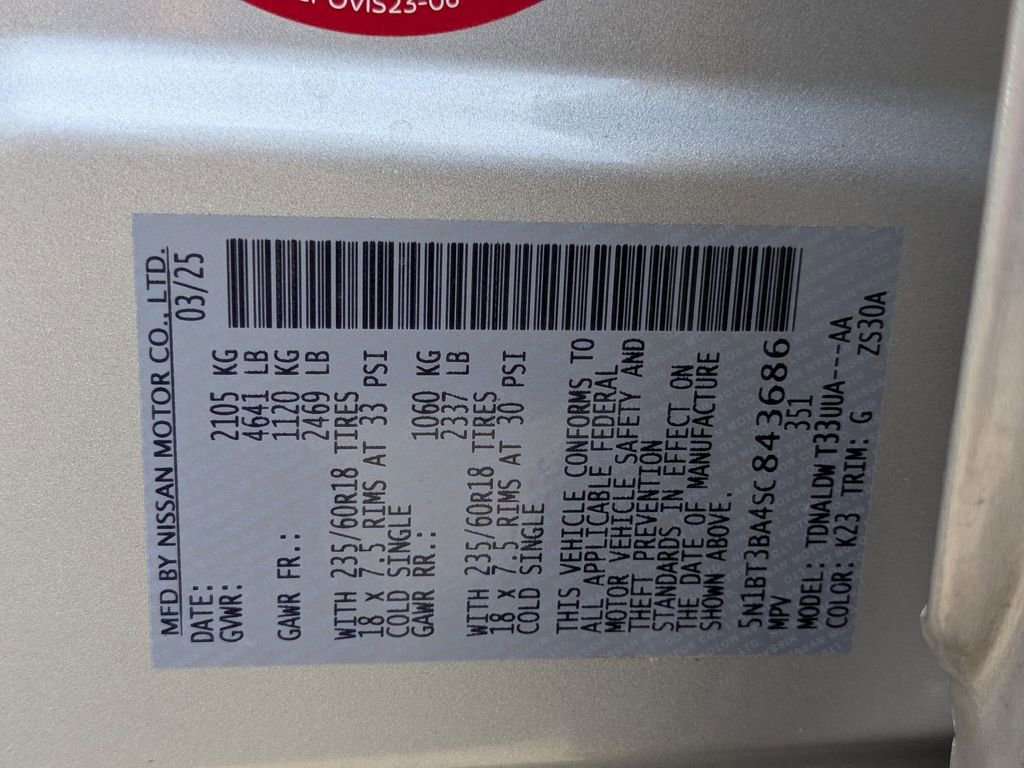 UVIS23-06
MFD BY NISSAN MOTOR CO., LTD.
DATE: 03/25
GVWR: 2105 KG
4641 LB
GAWR FR.: 1120 KG
2469 LB
WITH 235/60R18 TIRES
18 X 7.5 RIMS AT 33 PSI
COLD SINGLE
GAWR RR.: 1060 KG
2337 LB
WITH 235/60R18 TIRES
18 X 7.5 RIMS AT 30 PSI
COLD SINGLE
THIS VEHICLE CONFORMS TO
ALL APPLICABLE FEDERAL
MOTOR VEHICLE SAFETY AND
THEFT PREVENTION
STANDARDS IN EFFECT ON
THE DATE OF MANUFACTURE
SHOWN ABOVE.
5N1BT3BA4SC843686
MPV 351
MODEL: TDNALDW T33UUA---AA
COLOR: K23 TRIM: G ZS30A